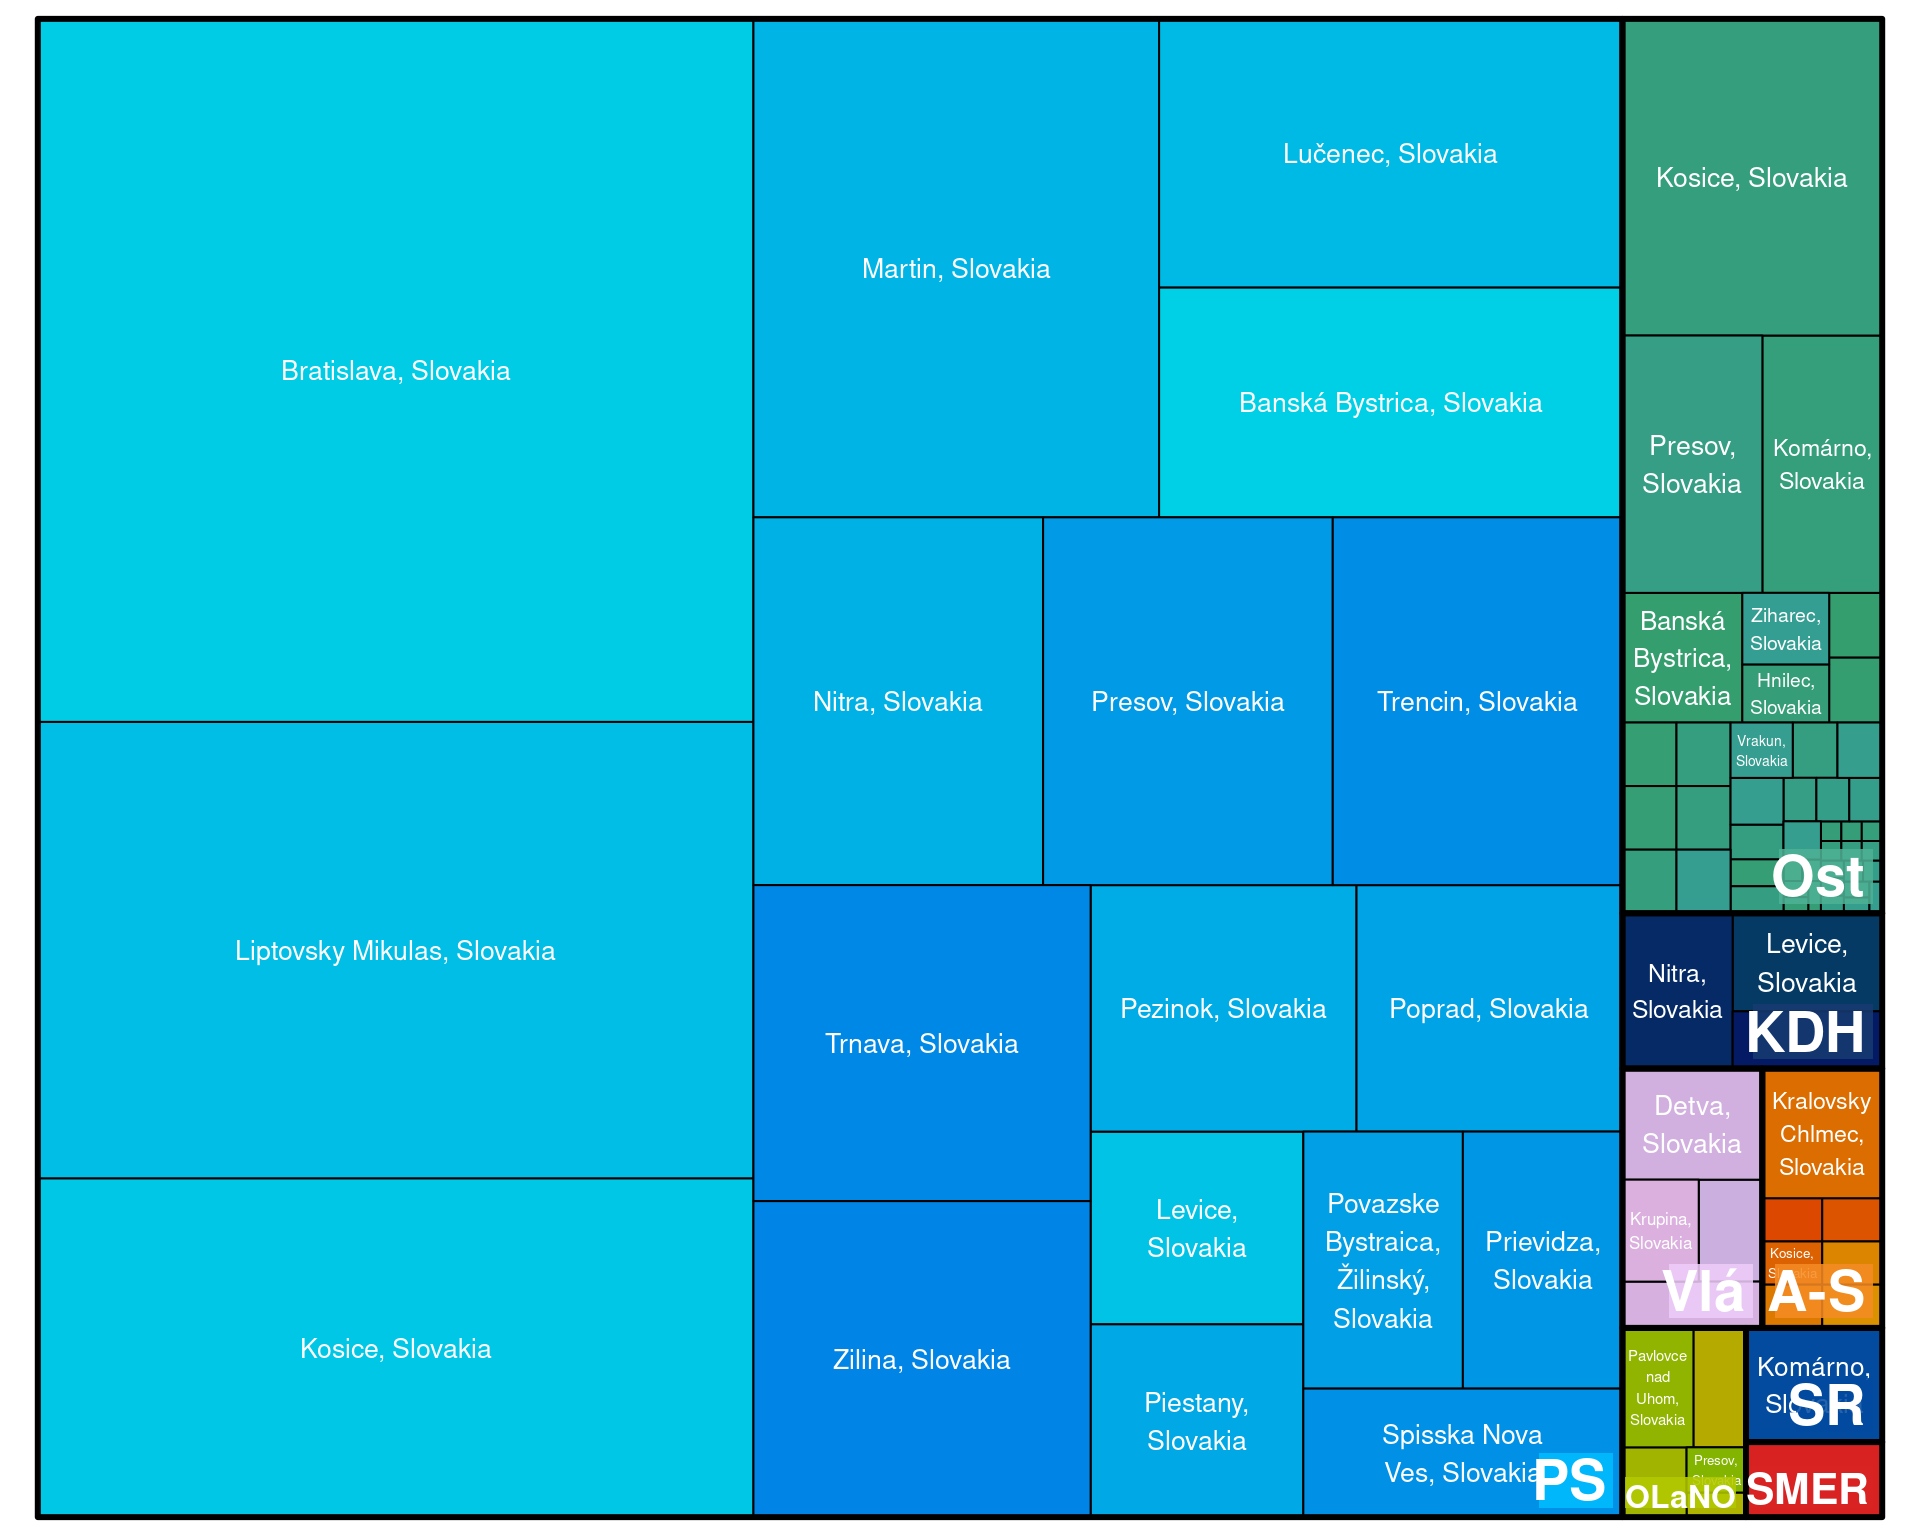 Bratislava, Slovakia
Liptovsky Mikulas, Slovakia
Kosice, Slovakia
Martin, Slovakia
Lučenec, Slovakia
Banská Bystrica, Slovakia
Nitra, Slovakia
Presov, Slovakia
Trencin, Slovakia
Trnava, Slovakia
Zilina, Slovakia
Pezinok, Slovakia
Poprad, Slovakia
Levice,
Slovakia
Piestany,
Slovakia
Povazske
Bystraica,
Žilinský,
Slovakia
Prievidza,
Slovakia
Spisska Nova
Ves, Slovakia
PS
Kosice, Slovakia
Presov,
Slovakia
Komárno,
Slovakia
Banská
Bystrica,
Slovakia
Ziharec,
Slovakia
Hnilec,
Slovakia
Vrakun,
Slovakia
Ost
Nitra,
Slovakia
Levice,
Slovakia
KDH
Detva,
Slovakia
Krupina,
Slovakia
Vlá
Kralovsky
Chlmec,
Slovakia
Kosice,
A-S
Pavlovce
nad
Uhom,
Slovakia
Presov,
OLaNO
Komárno,
SR
SMER